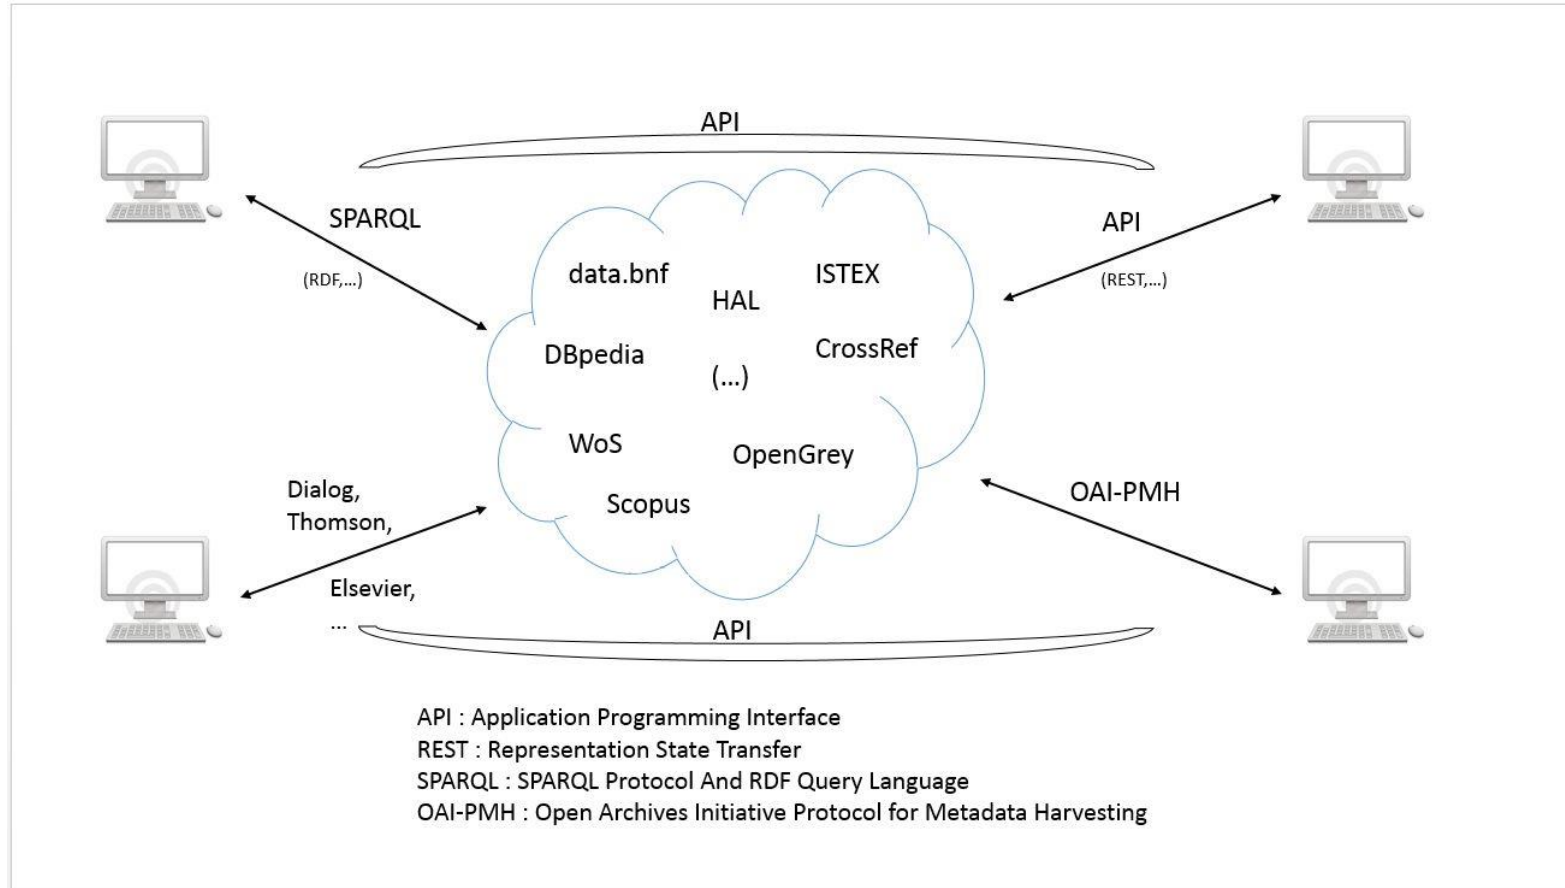 API
SPARQL
(RDF,...)
API
(REST,...)
data.bnf
HAL
ISTEX
DBpedia
(...)
CrossRef
WoS
OpenGrey
Scopus
Dialog,
Thomson,
Elsevier,
...
OAI-PMH
API
API : Application Programming Interface
REST : Representation State Transfer
SPARQL : SPARQL Protocol And RDF Query Language
OAI-PMH : Open Archives Initiative Protocol for Metadata Harvesting